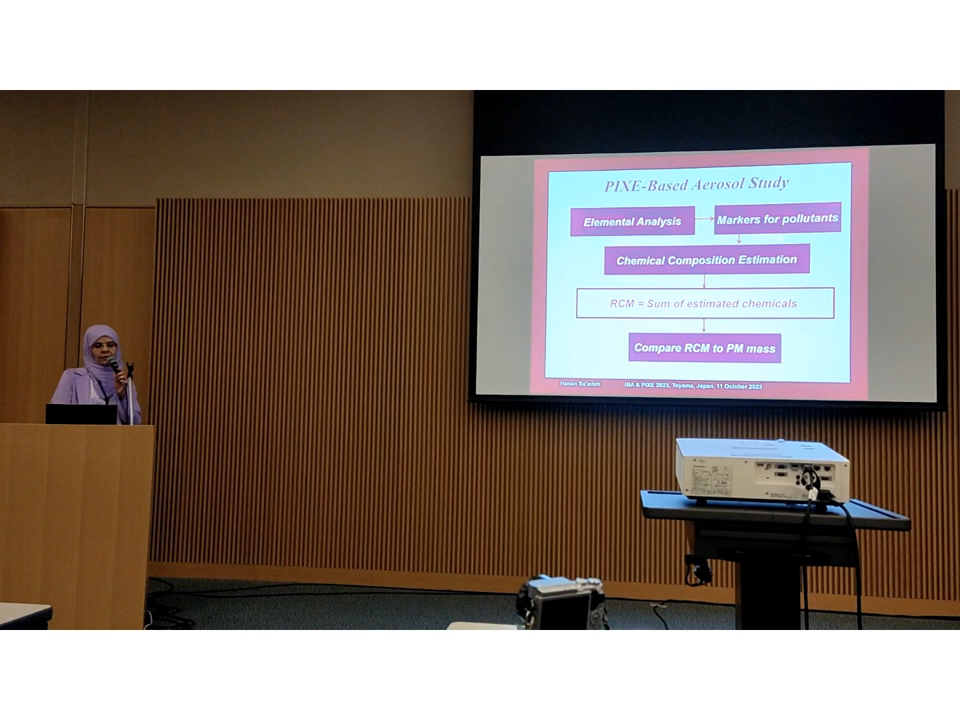 PIXE-Based Aerosol Study
Elemental Analysis
Markers for pollutants
Chemical Composition Estimation
RCM = Sum of estimated chemicals
Compare RCM to PM mass
Hanan Sa'adeh IBA & PIXE 2023, Toyama, Japan, 11 October 2023